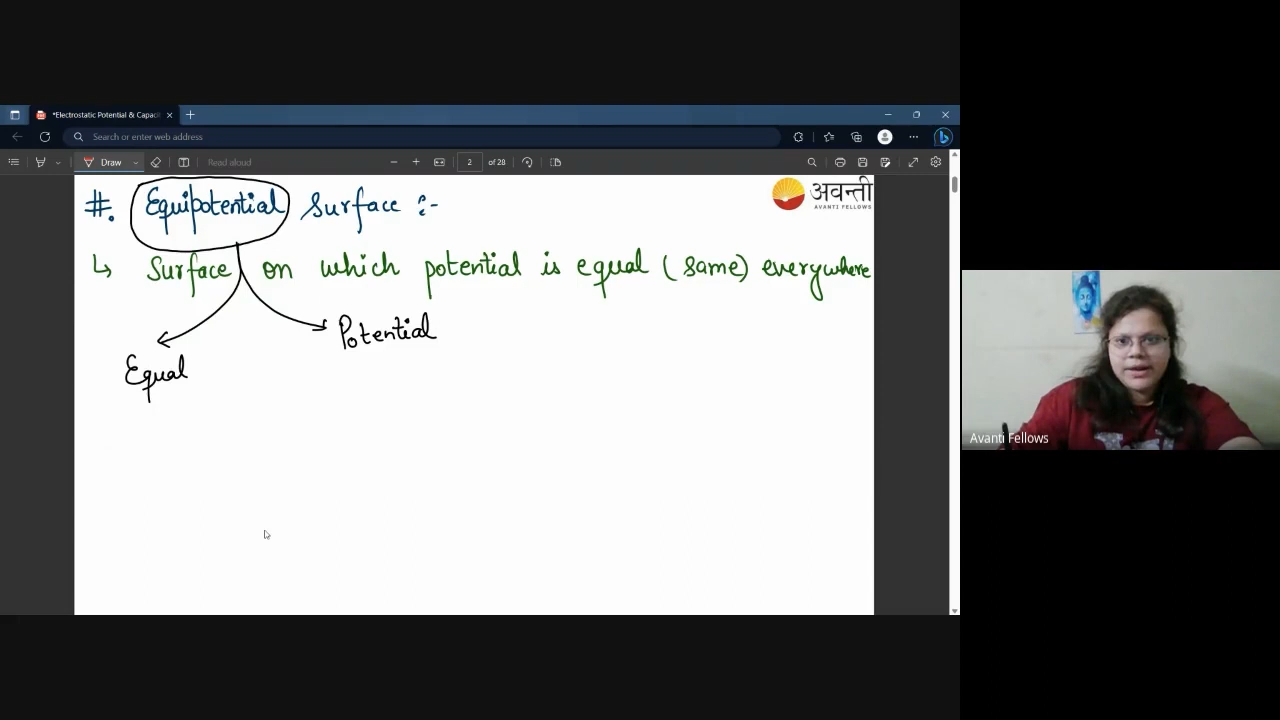 *Electrostatic Potential & Capaci
Search or enter web address
Draw
Read aloud
2 of 28
#. Equipotential Surface :-
अवन्ती
AVANTI FELLOWS
↳ Surface on which potential is equal (same) everywhere
Potential
Equal
Avanti Fellows